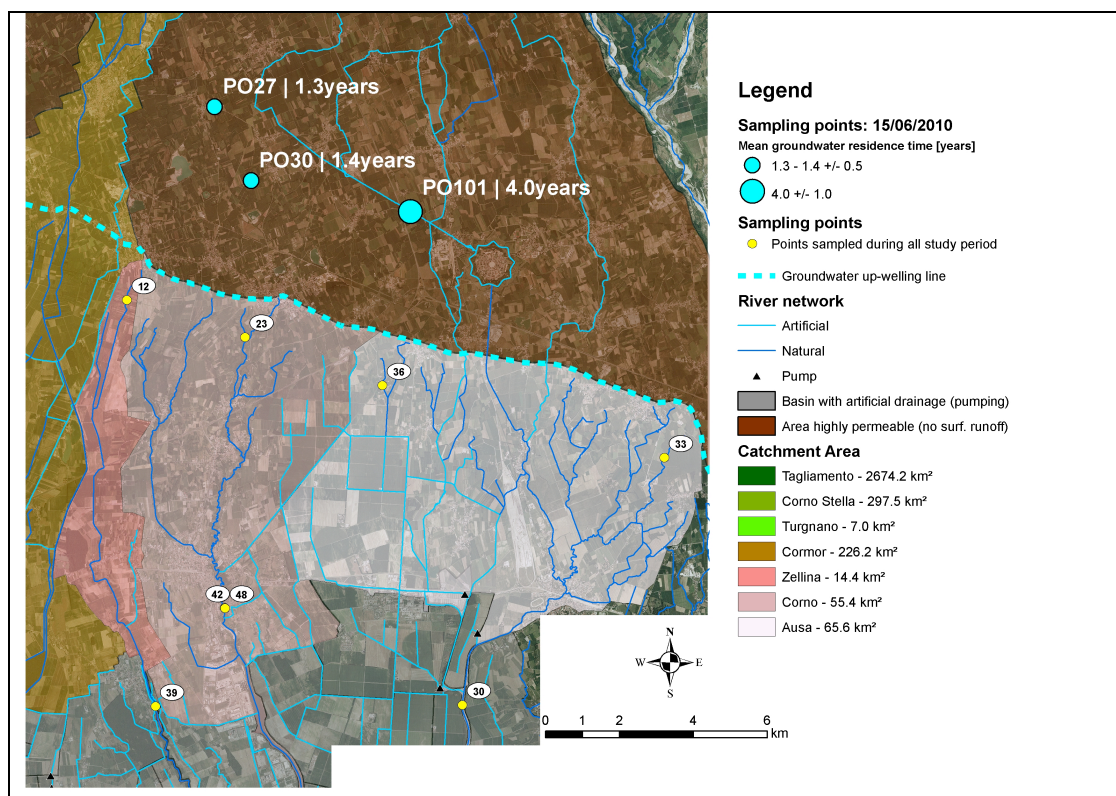 PO27 | 1.3years
PO30 | 1.4years
PO101 | 4.0years
12
23
36
33
42 48
39
30
Legend
Sampling points: 15/06/2010
Mean groundwater residence time [years]
1.3 - 1.4 +/- 0.5
4.0 +/- 1.0
Sampling points
Points sampled during all study period
Groundwater up-welling line
River network
Artificial
Natural
Pump
Basin with artificial drainage (pumping)
Area highly permeable (no surf. runoff)
Catchment Area
Tagliamento - 2674.2 km²
Corno Stella - 297.5 km²
Turgnano - 7.0 km²
Cormor - 226.2 km²
Zellina - 14.4 km²
Corno - 55.4 km²
Ausa - 65.6 km²
N
W E
S
0 1 2 4 6
km